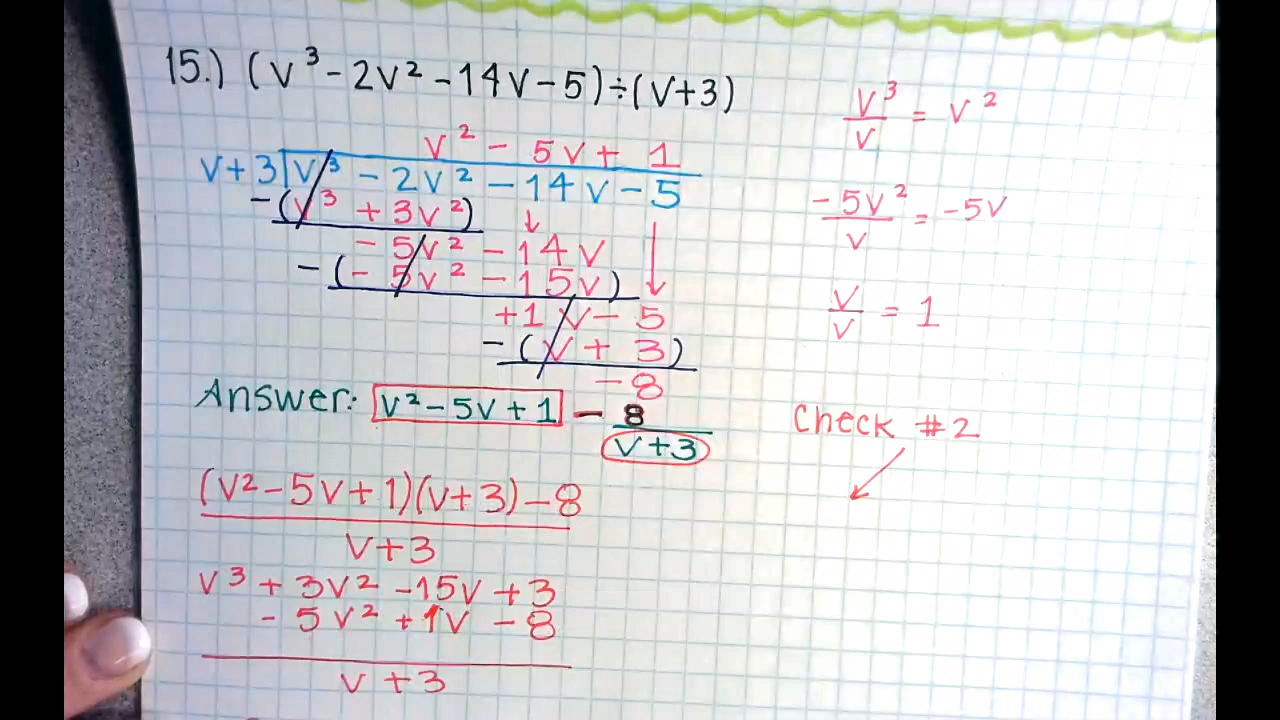 15.) (v³ - 2v² - 14v - 5) ÷ (v+3)
v² - 5v + 1
v + 3 v³ - 2v² - 14v - 5
-(v³ + 3v²) ↓
- 5v² - 14v
-(- 5v² - 15v) ↓
+1v - 5
-(v + 3)
- 8
Answer: v² - 5v + 1 - 8
v + 3
(v² - 5v + 1)(v + 3) - 8
v + 3
v³ + 3v² - 15v + 3
- 5v² + 1v - 8
v + 3
v³
v = v²
- 5v²
v = -5v
v
v = 1
Check #2